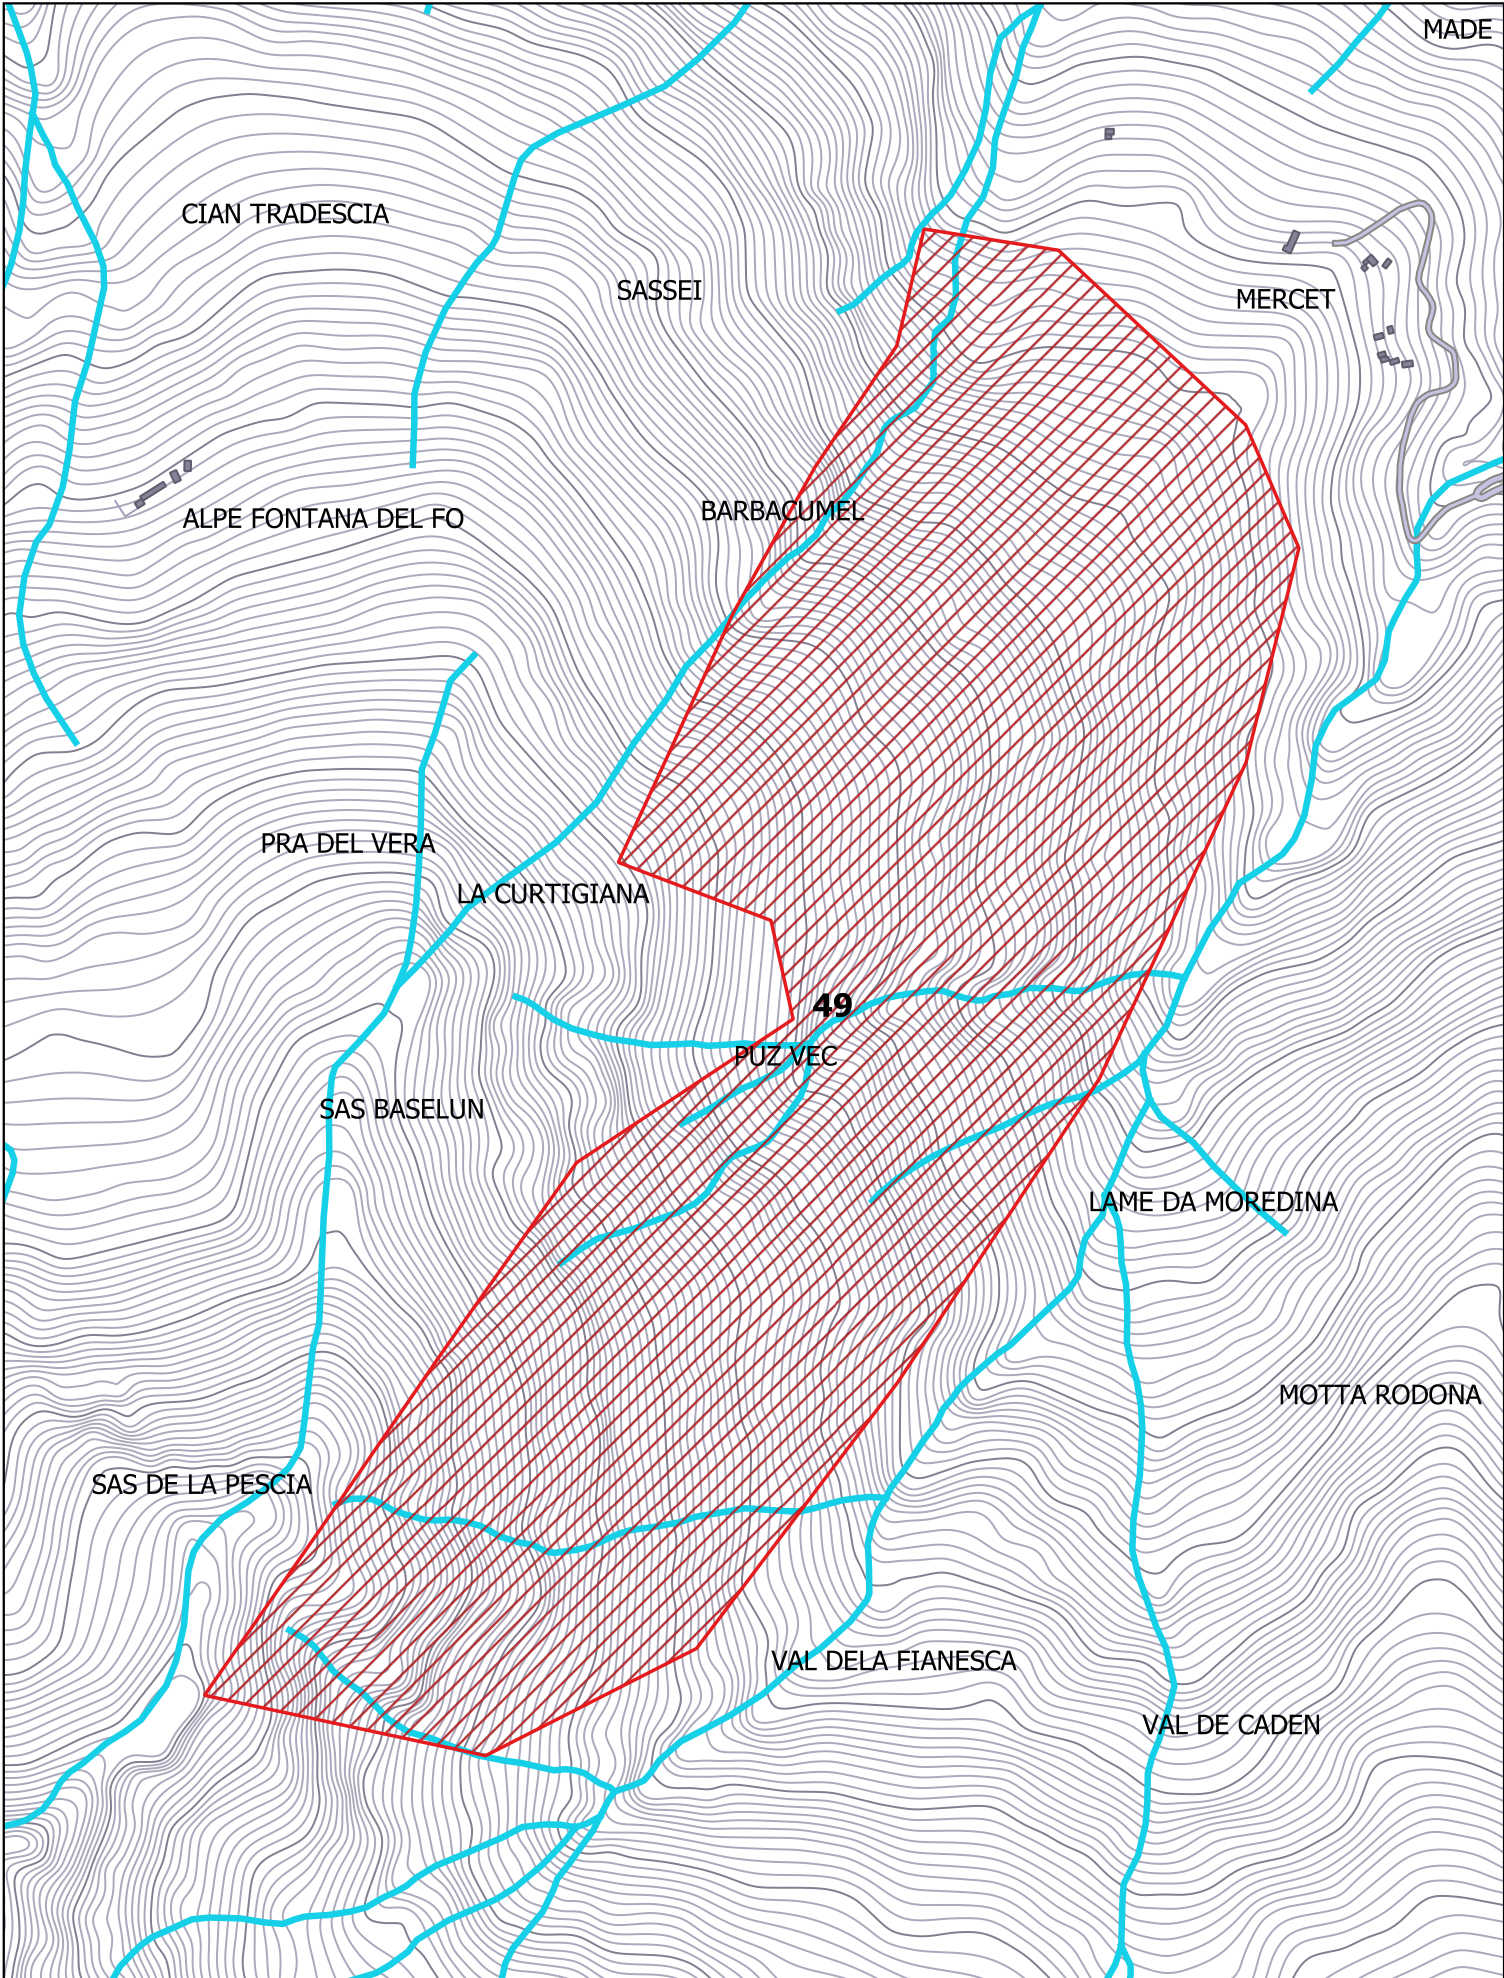 MADE
CIAN TRADESCIA
SASSEI
MERCET
BARBACUMEL
ALPE FONTANA DEL FO
PRA DEL VERA
LA CURTIGIANA
49
PUZ VEC
SAS BASELUN
LAME DA MOREDINA
MOTTA RODONA
SAS DE LA PESCIA
VAL DELA FIANESCA
VAL DE CADEN